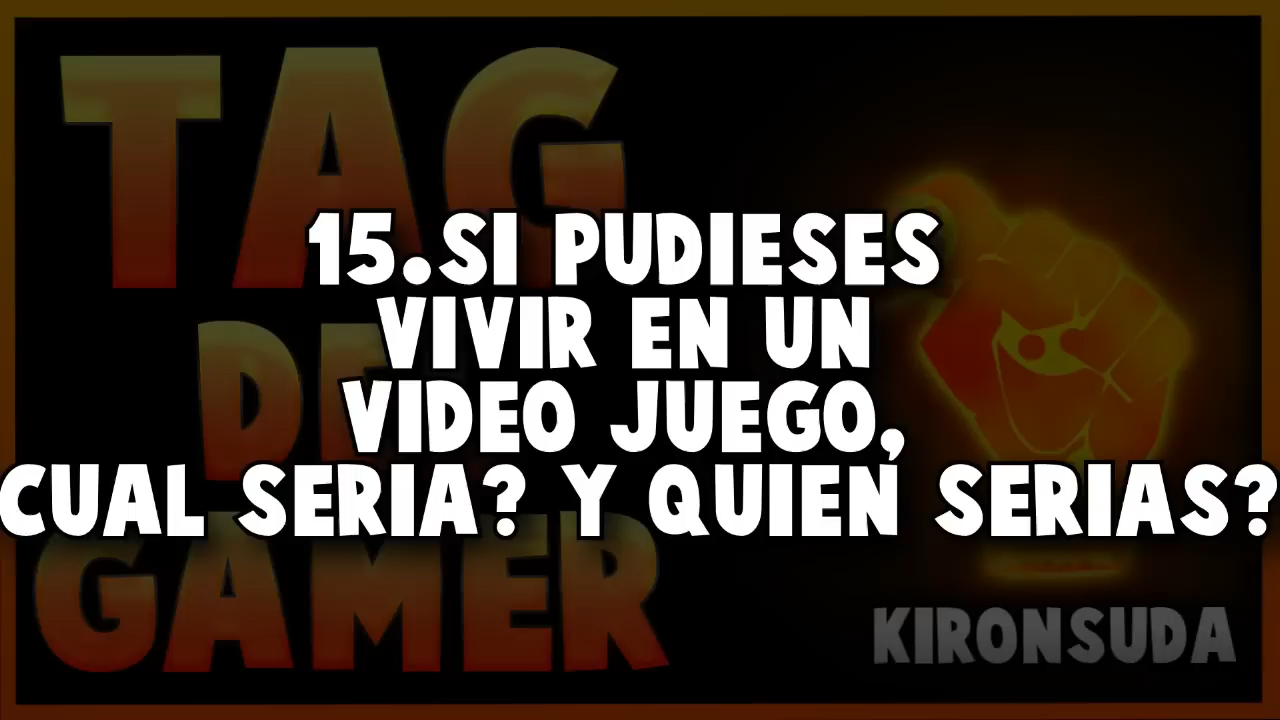 TAG
DE
GAMER
15.SI PUDIESES
VIVIR EN UN
VIDEO JUEGO,
CUAL SERIA? Y QUIEN SERIAS?
KIRONSUDA